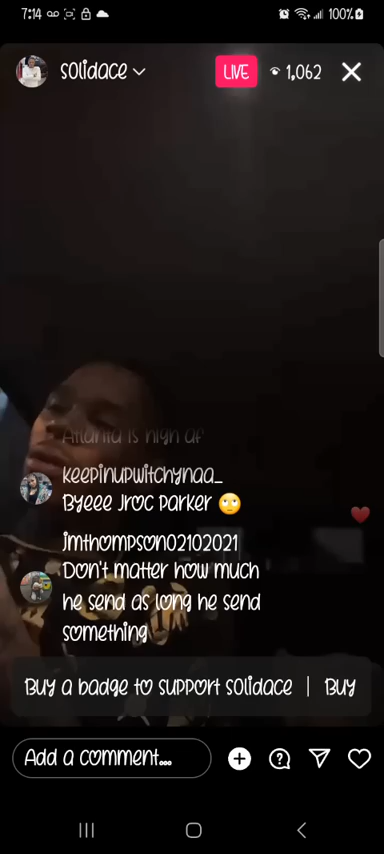 7:14
100%
solidace
LIVE
1,062
Atlanta is high af
keepinupwitchynaa_
Byeee Jroc Parker 🙄
jmthompson02102021
Don't matter how much
he send as long he send
something
Buy a badge to support solidace | Buy
Add a comment...